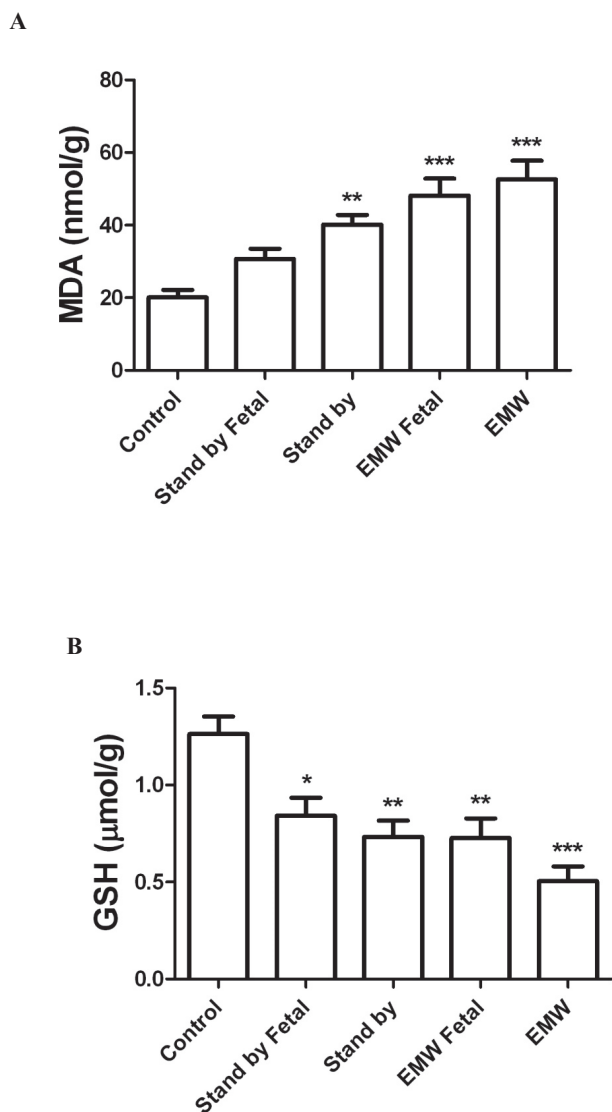 A
80
60
40
20
0
MDA (nmol/g)
**
***
***
Control
Stand by Fetal
Stand by
EMW Fetal
EMW
B
1.5
1.0
0.5
0.0
GSH (μmol/g)
*
**
**
***
Control
Stand by Fetal
Stand by
EMW Fetal
EMW